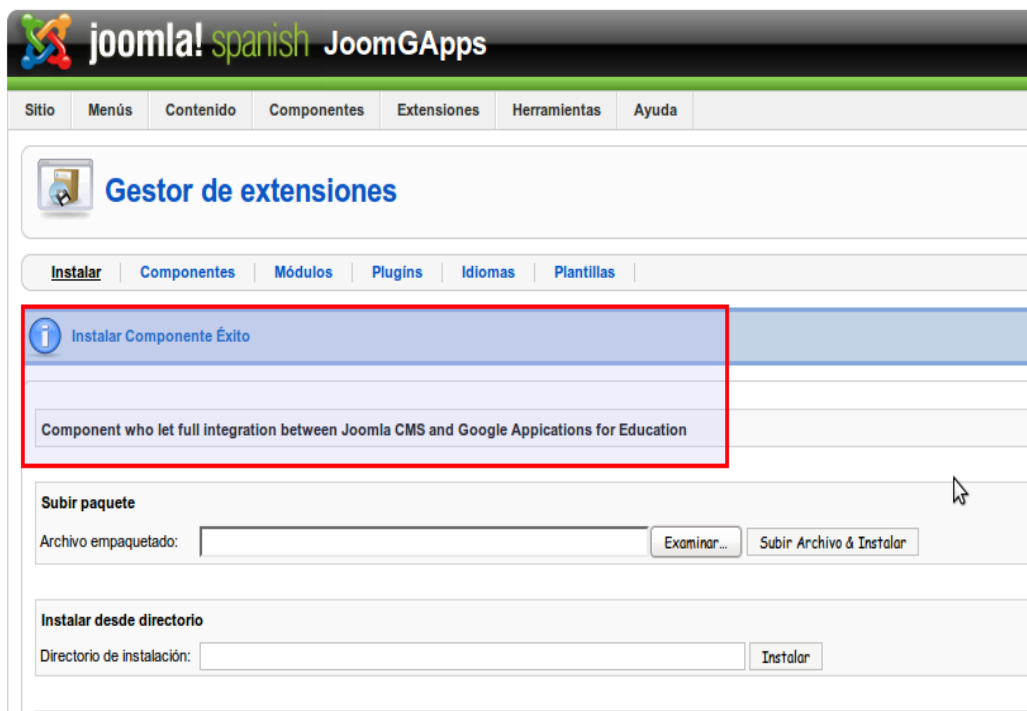 joomla! spanish JoomGApps
Sitio Menús Contenido Componentes Extensiones Herramientas Ayuda
Gestor de extensiones
Instalar Componentes Módulos Plugíns Idiomas Plantillas
Instalar Componente Éxito
Component who let full integration between Joomla CMS and Google Appications for Education
Subir paquete
Archivo empaquetado: Examinar... Subir Archivo & Instalar
Instalar desde directorio
Directorio de instalación: Instalar